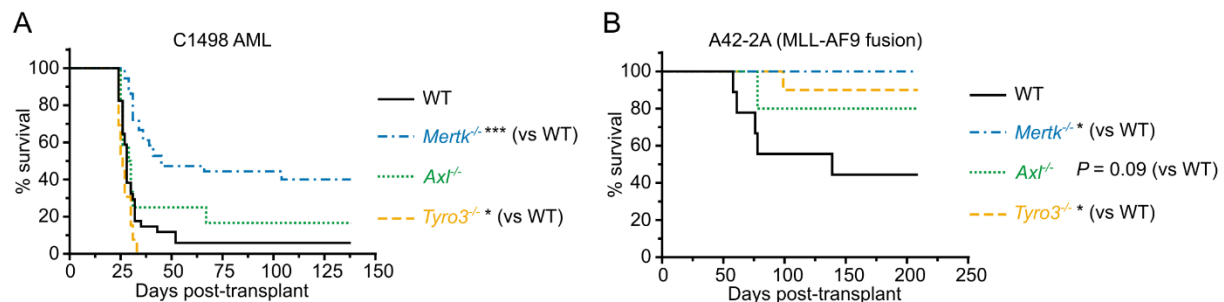 A
C1498 AML
100
80
60
40
20
0
% survival
0 25 50 75 100 125 150
Days post-transplant
WT
Mertk-/- *** (vs WT)
Axl-/-
Tyro3-/- * (vs WT)
B
A42-2A (MLL-AF9 fusion)
100
80
60
40
20
0
% survival
0 50 100 150 200 250
Days post-transplant
WT
Mertk-/- * (vs WT)
Axl-/- P = 0.09 (vs WT)
Tyro3-/- * (vs WT)